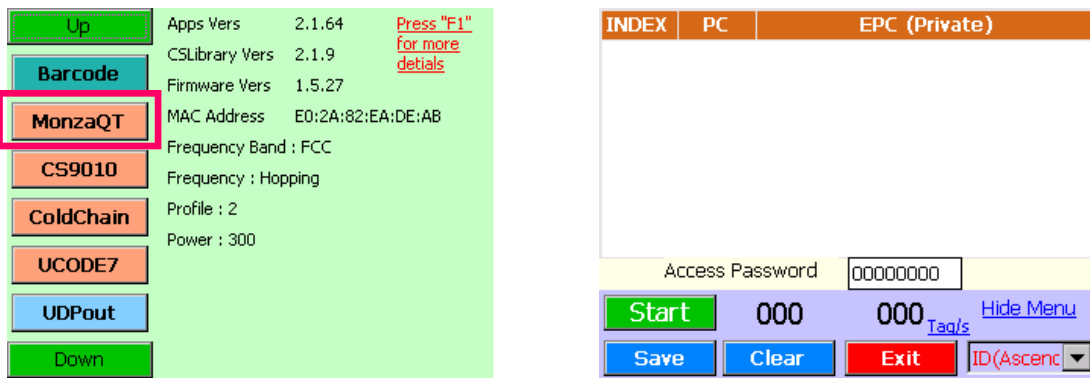 Up
Barcode
MonzaQT
CS9010
ColdChain
UCODE7
UDPout
Down
Apps Vers 2.1.64
CSLibrary Vers 2.1.9
Firmware Vers 1.5.27
MAC Address E0:2A:82:EA:DE:AB
Frequency Band : FCC
Frequency : Hopping
Profile : 2
Power : 300
Press "F1"
for more
detials
INDEX PC EPC (Private)
Access Password 00000000
Start 000 000 Tag/s Hide Menu
Save Clear Exit ID(Ascenc